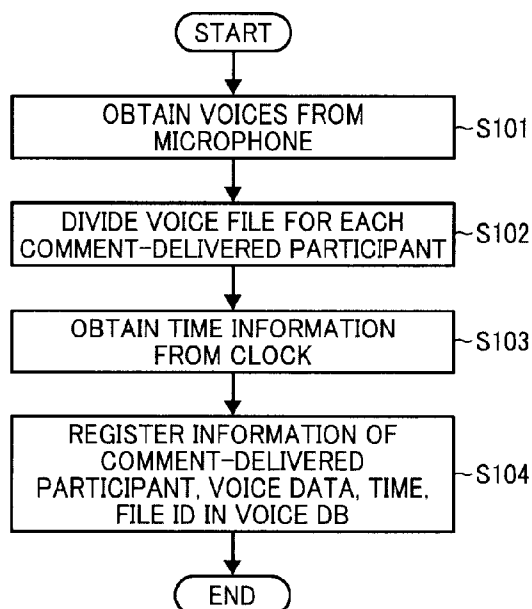 START
OBTAIN VOICES FROM
MICROPHONE
~S101
DIVIDE VOICE FILE FOR EACH
COMMENT-DELIVERED PARTICIPANT
~S102
OBTAIN TIME INFORMATION
FROM CLOCK
~S103
REGISTER INFORMATION OF
COMMENT-DELIVERED
PARTICIPANT, VOICE DATA, TIME,
FILE ID IN VOICE DB
~S104
END